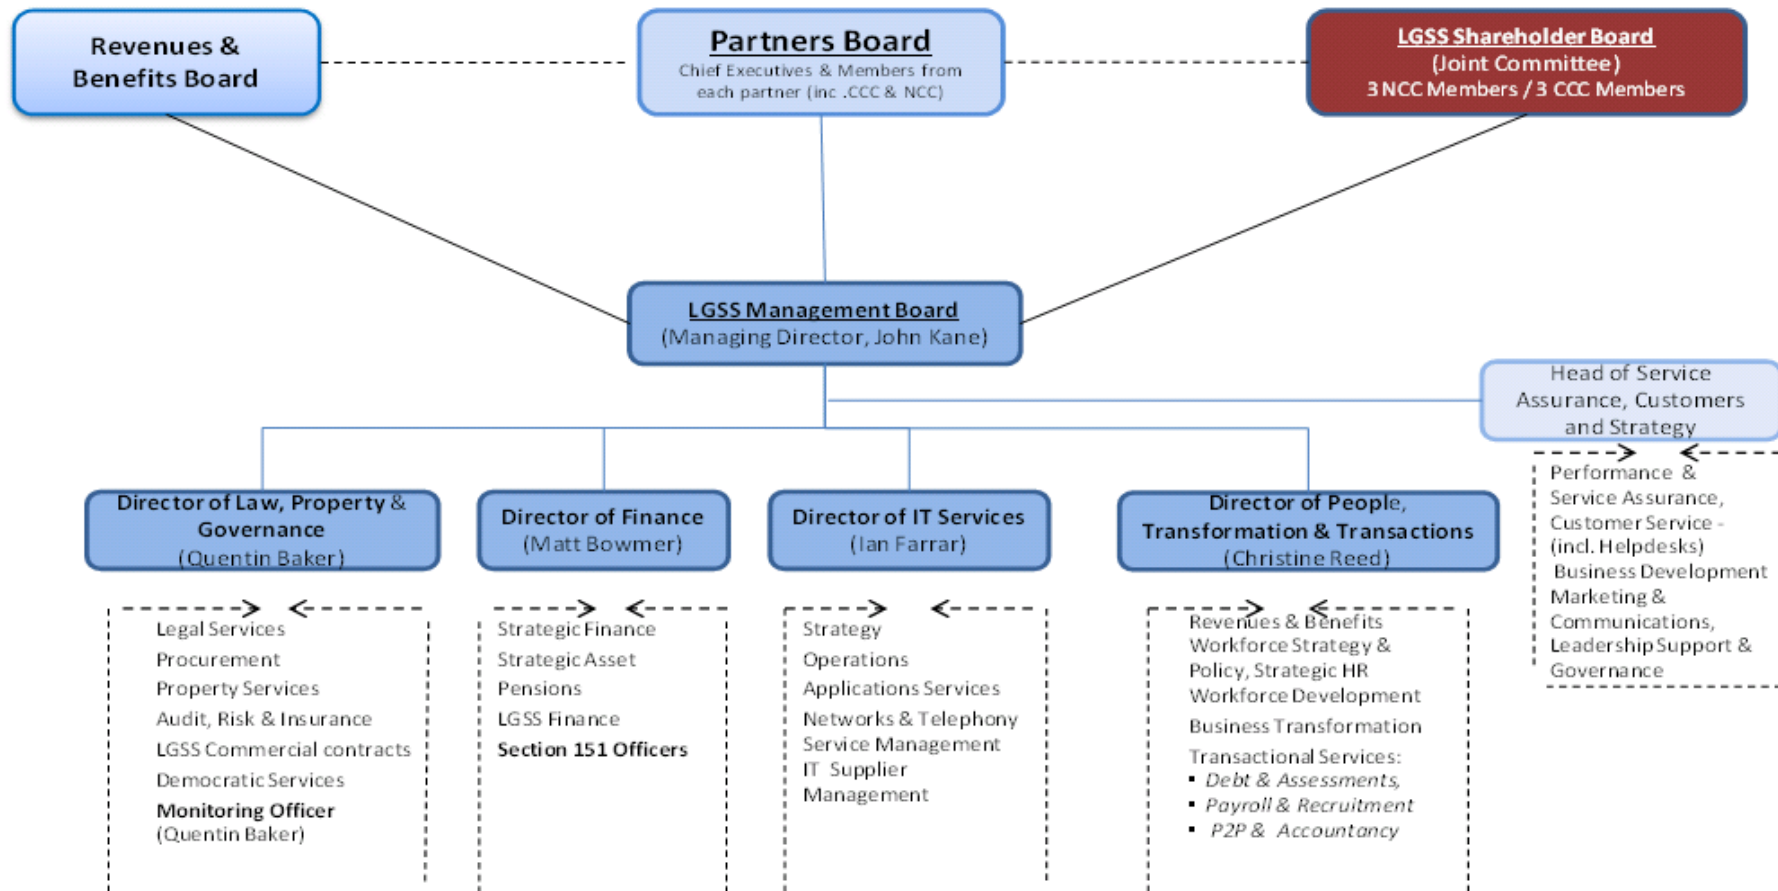 Revenues &
Benefits Board
Partners Board
Chief Executives & Members from
each partner (inc .CCC & NCC)
LGSS Shareholder Board
(Joint Committee)
3 NCC Members / 3 CCC Members
LGSS Management Board
(Managing Director, John Kane)
Head of Service
Assurance, Customers
and Strategy
Performance &
Service Assurance,
Customer Service -
(incl. Helpdesks)
Business Development
Marketing &
Communications,
Leadership Support &
Governance
Director of Law, Property &
Governance
(Quentin Baker)
Legal Services
Procurement
Property Services
Audit, Risk & Insurance
LGSS Commercial contracts
Democratic Services
Monitoring Officer
(Quentin Baker)
Director of Finance
(Matt Bowmer)
Strategic Finance
Strategic Asset
Pensions
LGSS Finance
Section 151 Officers
Director of IT Services
(Ian Farrar)
Strategy
Operations
Applications Services
Networks & Telephony
Service Management
IT Supplier
Management
Director of People,
Transformation & Transactions
(Christine Reed)
Revenues & Benefits
Workforce Strategy &
Policy, Strategic HR
Workforce Development
Business Transformation
Transactional Services:
▪ Debt & Assessments,
▪ Payroll & Recruitment
▪ P2P & Accountancy